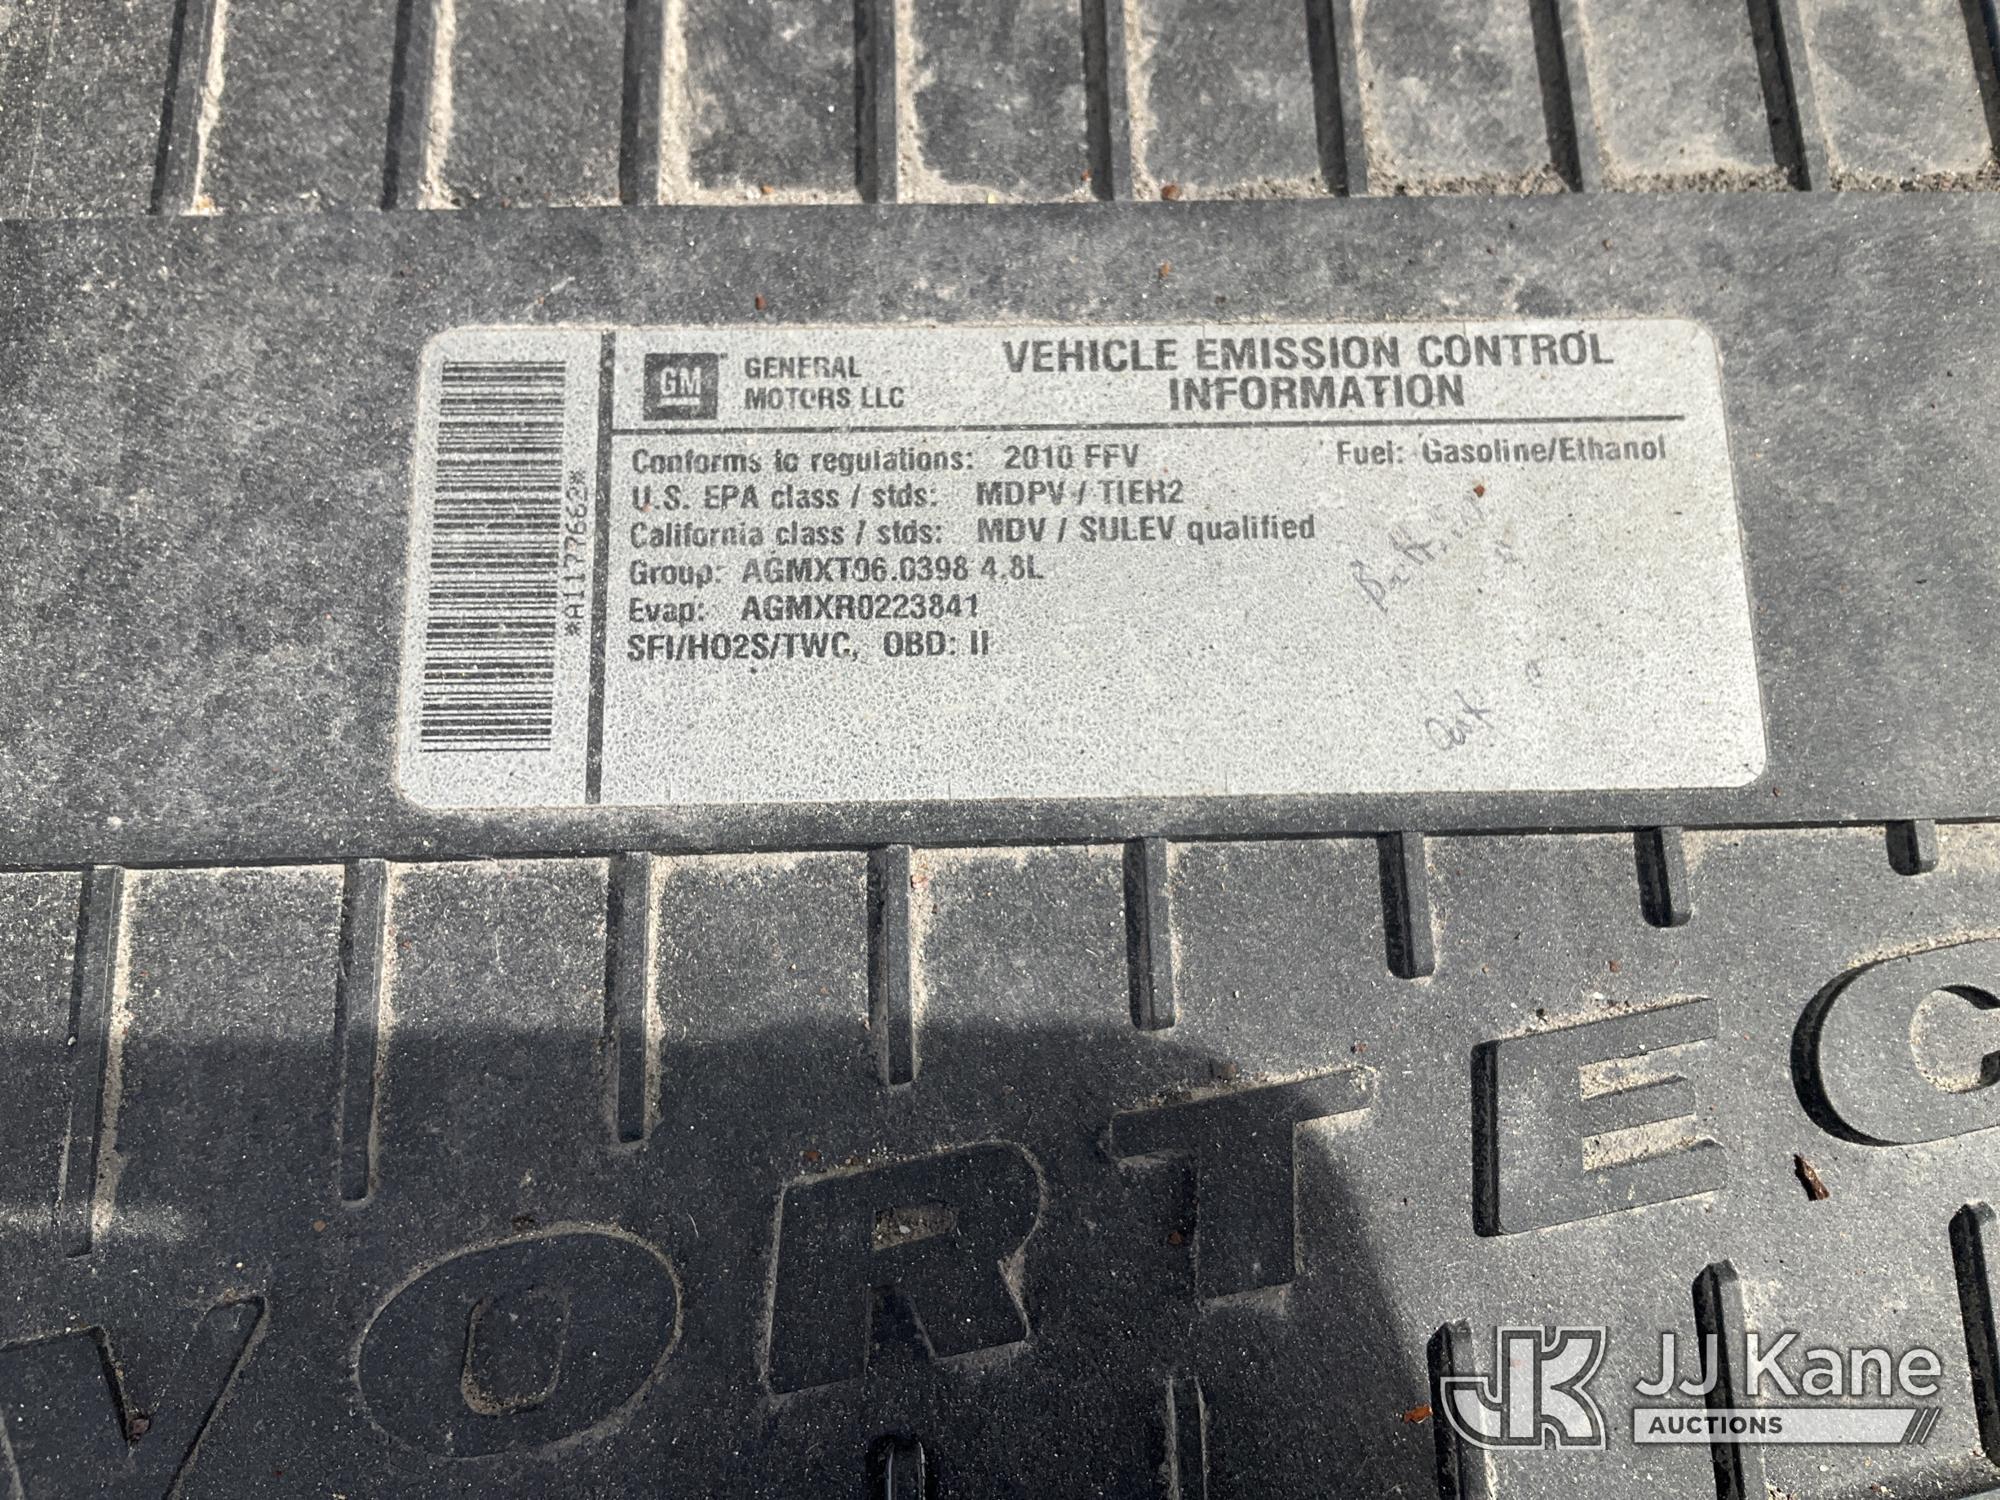 GM GENERAL MOTORS LLC
VEHICLE EMISSION CONTROL
INFORMATION
Conforms to regulations: 2010 FFV Fuel: Gasoline/Ethanol
U.S. EPA class / stds: MDPV / TIER2
California class / stds: MDV / SULEV qualified
Group: AGMXT06.0398 4.8L
Evap: AGMXR0223841
SFI/HO2S/TWC, OBD: II
*A1177662*
VORTEC
JK JJ Kane
AUCTIONS